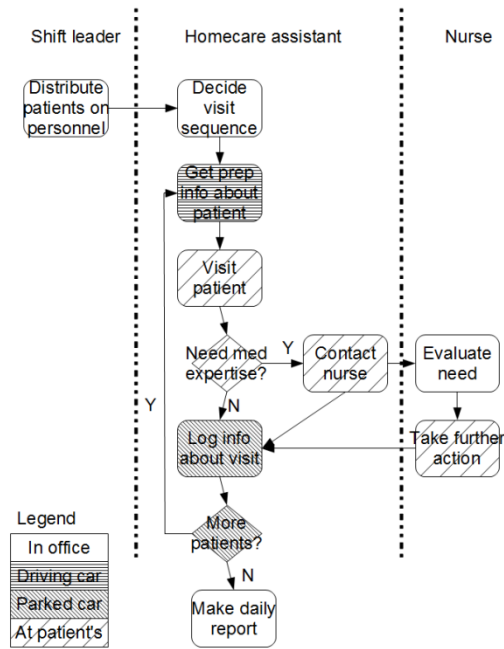 Shift leader
Homecare assistant
Nurse
Distribute
patients on
personnel
Decide
visit
sequence
Get prep
info about
patient
Visit
patient
Need med
expertise?
Y
Contact
nurse
Evaluate
need
Y
N
Log info
about visit
Take further
action
More
patients?
N
Make daily
report
Legend
In office
Driving car
Parked car
At patient's